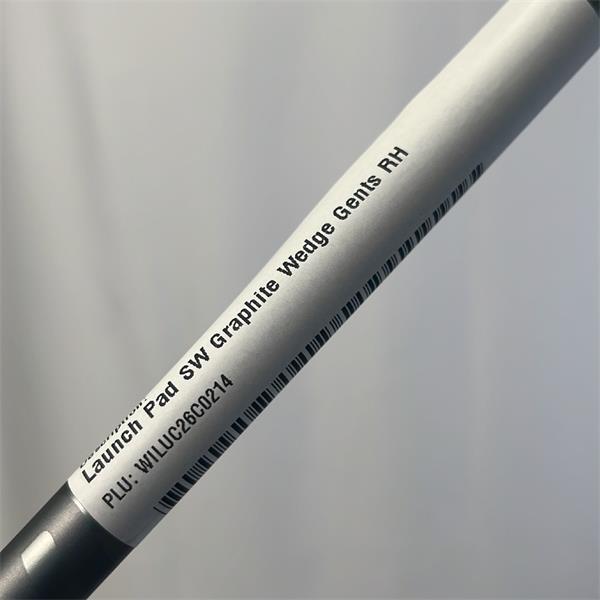 Launch Pad SW Graphite Wedge Gents RH
PLU: WILUC26C0214